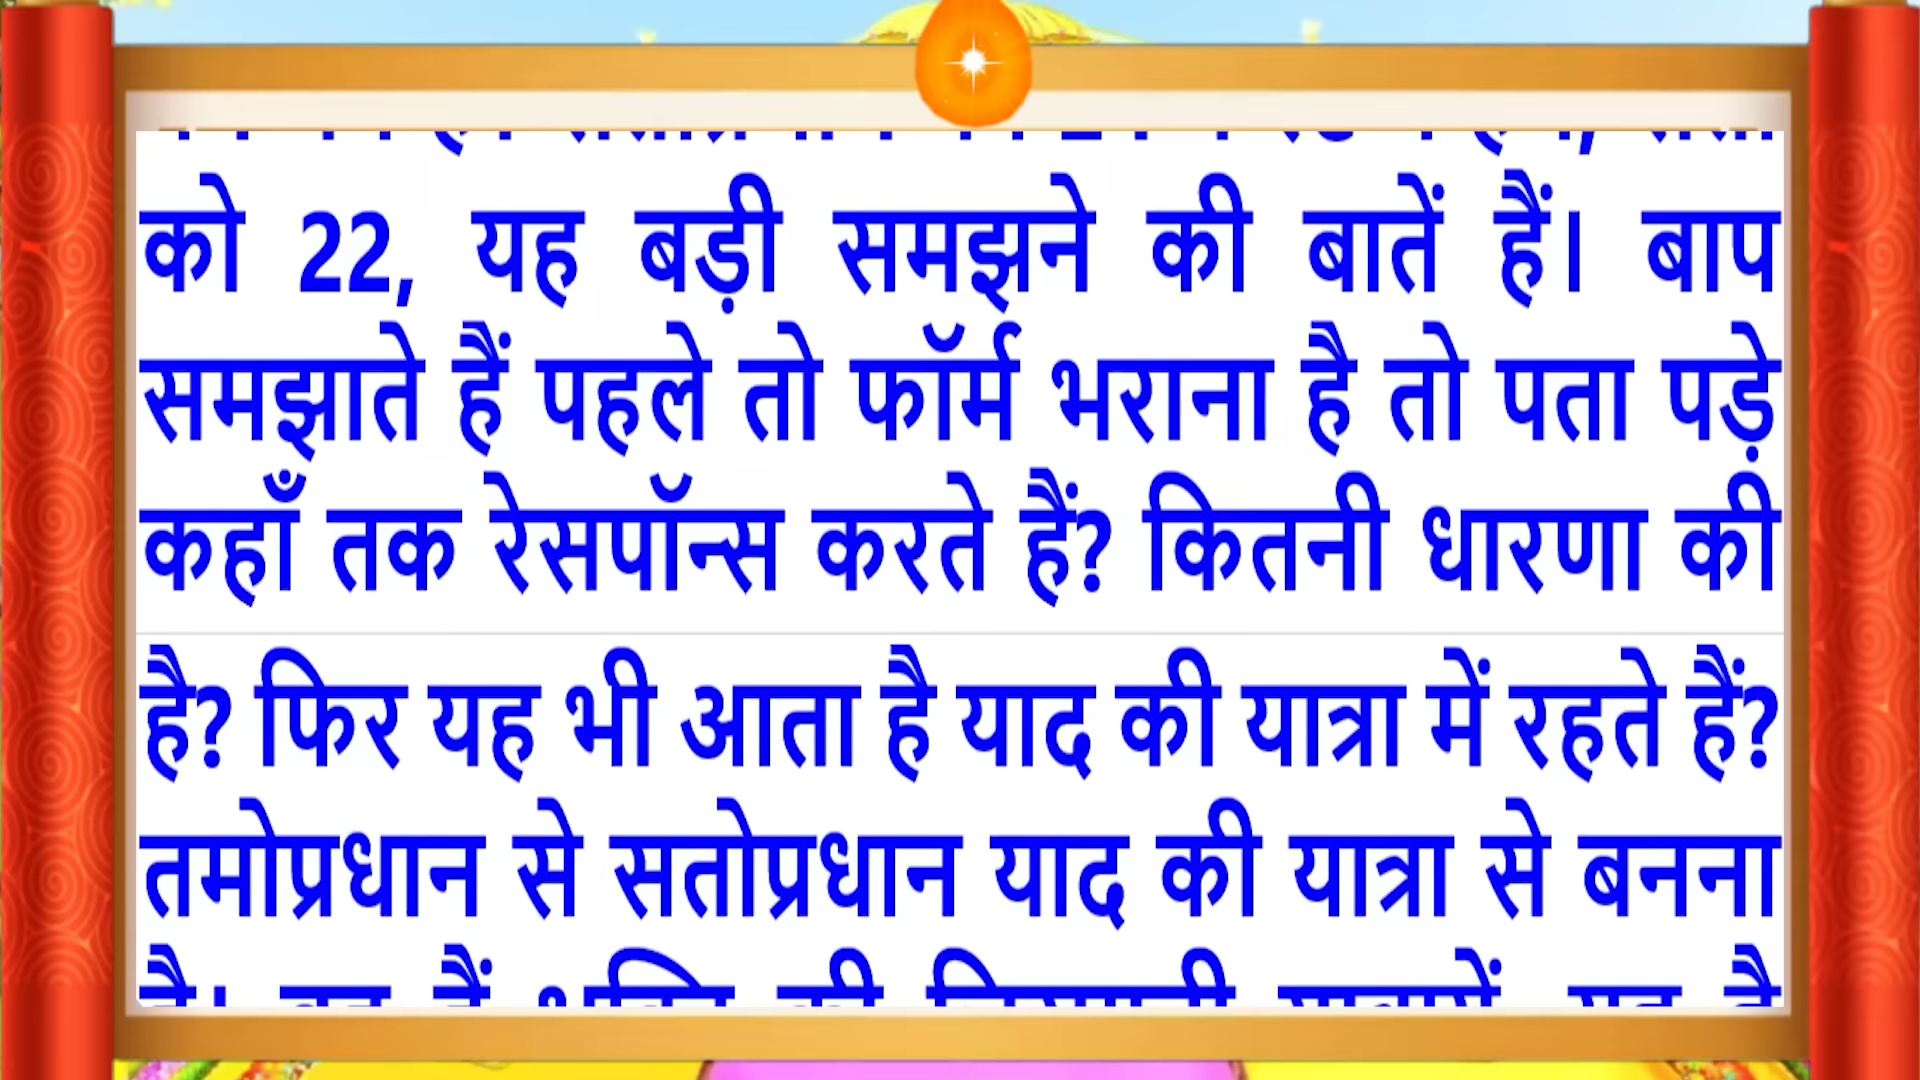 को 22, यह बड़ी समझने की बातें हैं। बाप
समझाते हैं पहले तो फॉर्म भराना है तो पता पड़े
कहाँ तक रेसपॉन्स करते हैं? कितनी धारणा की
है? फिर यह भी आता है याद की यात्रा में रहते हैं?
तमोप्रधान से सतोप्रधान याद की यात्रा से बनना